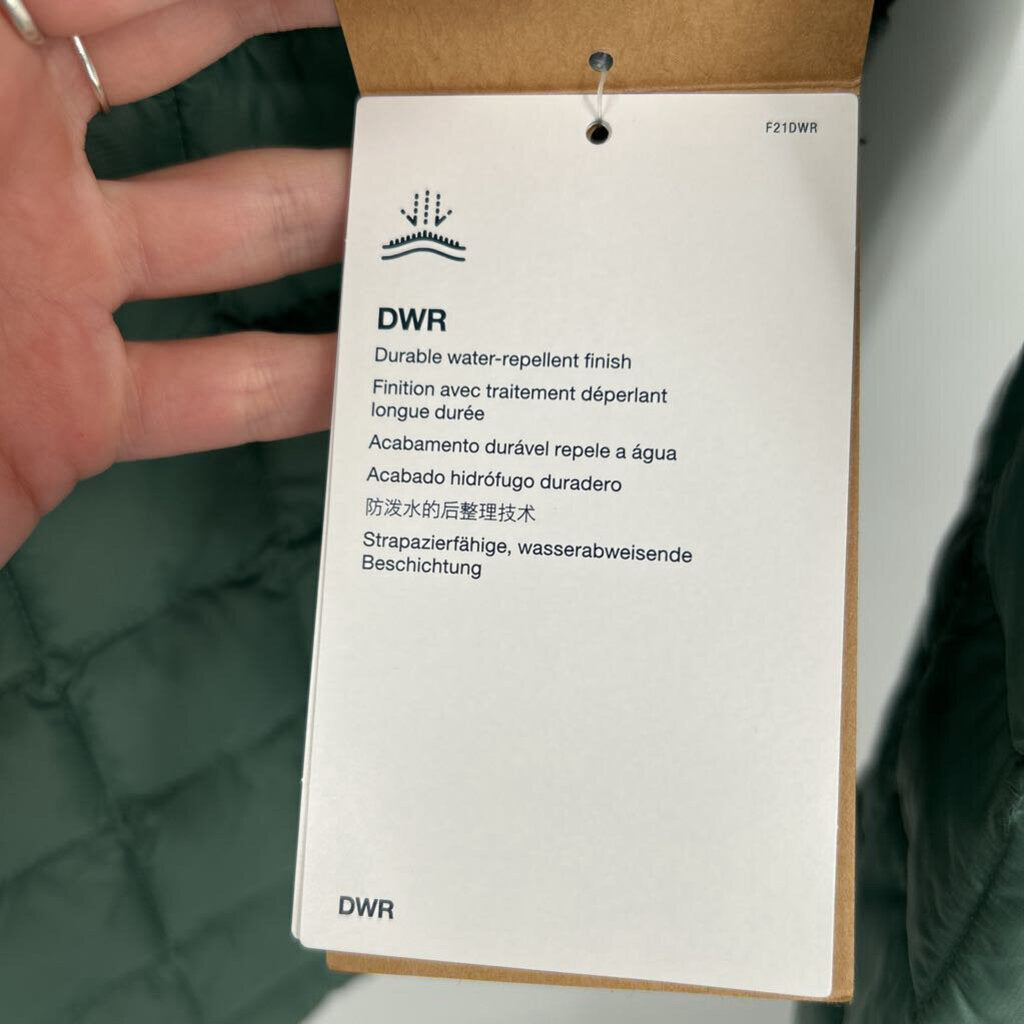 F21DWR
DWR
Durable water-repellent finish
Finition avec traitement déperlant
longue durée
Acabamento durável repele a água
Acabado hidrófugo duradero
防泼水的后整理技术
Strapazierfähige, wasserabweisende
Beschichtung
DWR